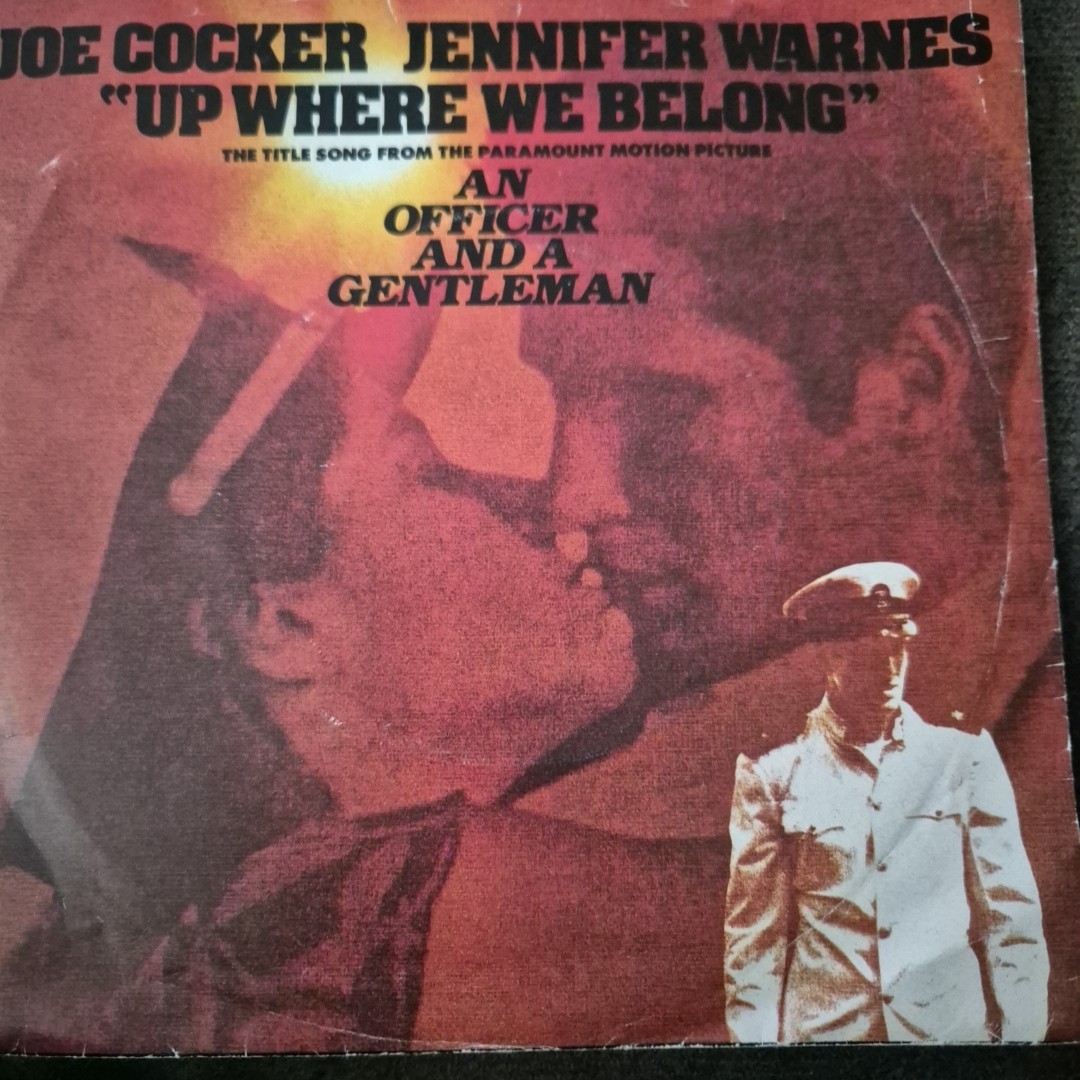 JOE COCKER JENNIFER WARNES
“UP WHERE WE BELONG”
THE TITLE SONG FROM THE PARAMOUNT MOTION PICTURE
AN
OFFICER
AND A
GENTLEMAN